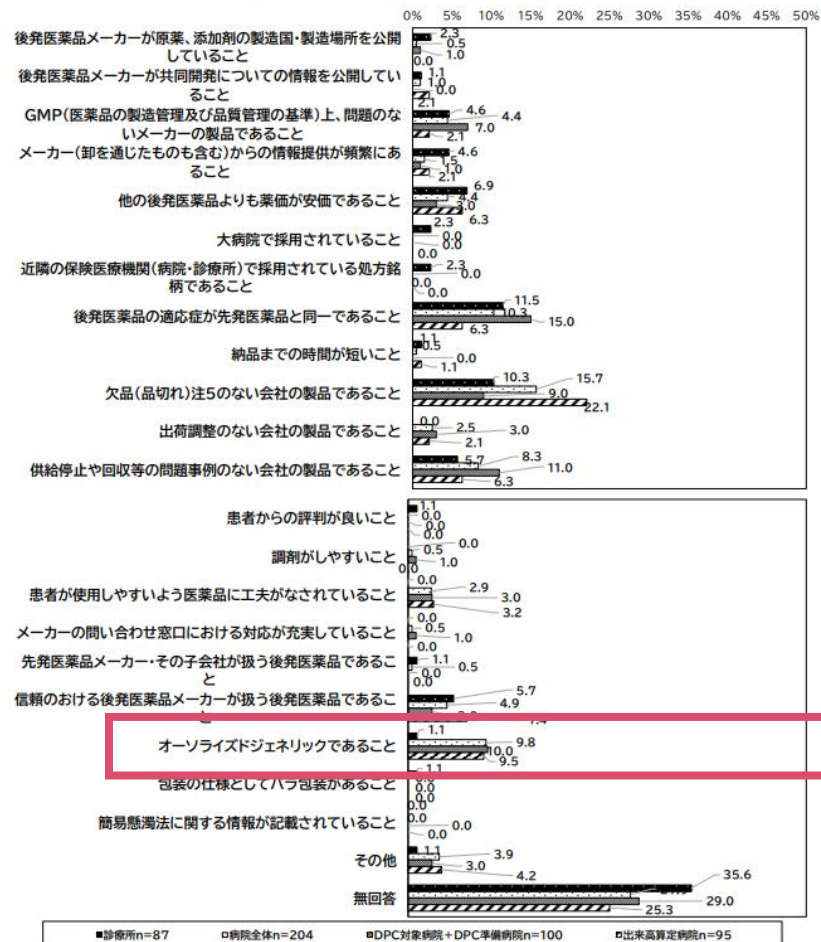 0% 10% 20% 30% 40% 50%
5% 15% 25% 35% 45%
後発医薬品メーカーが原薬、添加剤の製造国・製造場所を公開
していること
2.3
0.5
1.0
0.0
後発医薬品メーカーが共同開発についての情報を公開してい
ること
1.1
1.0
0.0
2.1
GMP(医薬品の製造管理及び品質管理の基準)上、問題のな
いメーカーの製品であること
4.6
4.4
7.0
2.1
メーカー(卸を通じたものも含む)からの情報提供が頻繁にあ
ること
4.6
1.5
1.0
2.1
他の後発医薬品よりも薬価が安価であること
6.9
4.4
3.0
6.3
大病院で採用されていること
2.3
0.0
0.0
0.0
近隣の保険医療機関(病院・診療所)で採用されている処方銘
柄であること
2.3
0.0
0.0
0.0
後発医薬品の適応症が先発医薬品と同一であること
11.5
10.3
15.0
6.3
納品までの時間が短いこと
1.1
0.5
0.0
1.1
欠品(品切れ)注5のない会社の製品であること
10.3
15.7
9.0
22.1
出荷調整のない会社の製品であること
0.0
2.5
3.0
2.1
供給停止や回収等の問題事例のない会社の製品であること
5.7
8.3
11.0
6.3
患者からの評判が良いこと
1.1
0.0
0.0
0.0
調剤がしやすいこと
0.0
0.5
1.0
0.0
患者が使用しやすいよう医薬品に工夫がなされていること
0.0
2.9
3.0
3.2
メーカーの問い合わせ窓口における対応が充実していること
0.0
0.5
1.0
0.0
先発医薬品メーカー・その子会社が扱う後発医薬品であるこ
と
1.1
0.5
0.0
0.0
信頼のおける後発医薬品メーカーが扱う後発医薬品であるこ
5.7
4.9
オーソライズドジェネリックであること
1.1
9.8
10.0
9.5
包装の仕様としてバラ包装があること
1.1
0.0
0.0
0.0
簡易懸濁法に関する情報が記載されていること
0.0
0.0
0.0
その他
1.1
3.9
3.0
4.2
無回答
35.6
29.0
25.3
■診療所n=87 □病院全体n=204 ■DPC対象病院+DPC準備病院n=100 出来高算定病院n=95